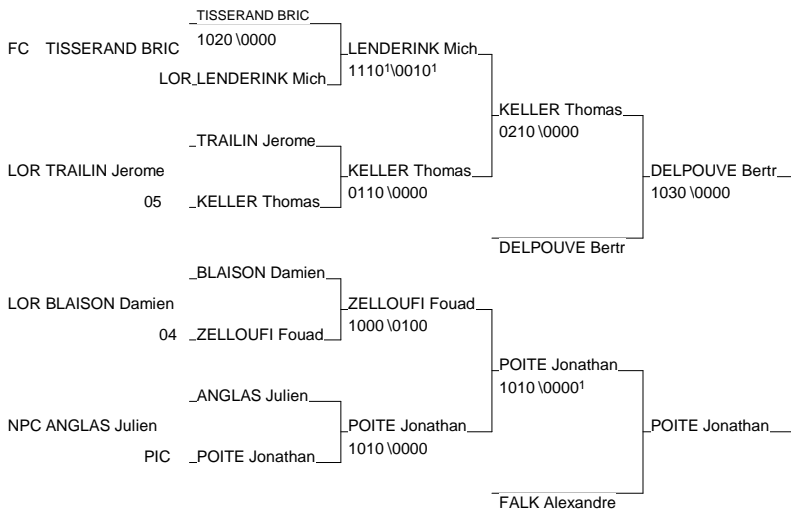 TISSERAND BRIC
FC TISSERAND BRIC
1020 \0000
LENDERINK Mich
LOR LENDERINK Mich
1110¹\0010¹
KELLER Thomas
0210 \0000
TRAILIN Jerome
LOR TRAILIN Jerome
KELLER Thomas
0110 \0000
DELPOUVE Bertr
1030 \0000
05 KELLER Thomas
DELPOUVE Bertr
BLAISON Damien
LOR BLAISON Damien
ZELLOUFI Fouad
1000 \0100
04 ZELLOUFI Fouad
POITE Jonathan
1010 \0000¹
ANGLAS Julien
NPC ANGLAS Julien
POITE Jonathan
1010 \0000
POITE Jonathan
PIC POITE Jonathan
FALK Alexandre